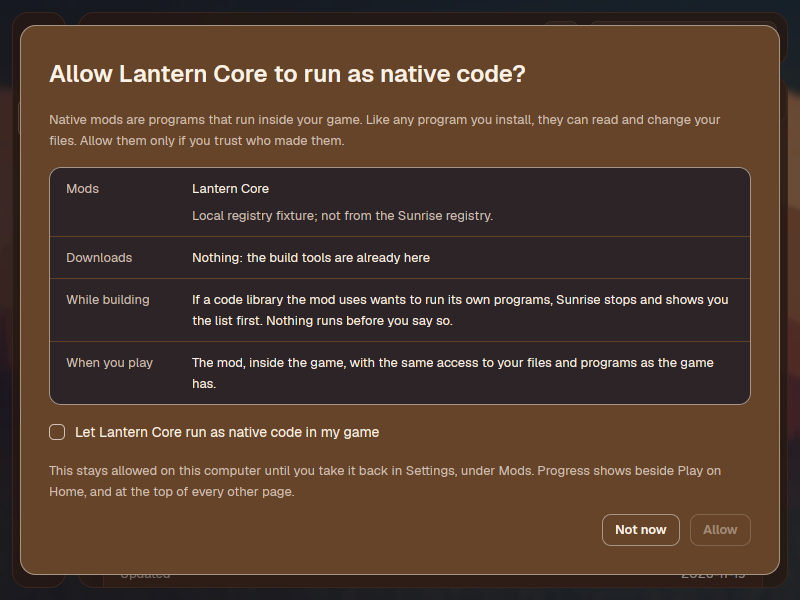 Allow Lantern Core to run as native code?
Native mods are programs that run inside your game. Like any program you install, they can read and change your
files. Allow them only if you trust who made them.
Mods
Lantern Core
Local registry fixture; not from the Sunrise registry.
Downloads
Nothing: the build tools are already here
While building
If a code library the mod uses wants to run its own programs, Sunrise stops and shows you
the list first. Nothing runs before you say so.
When you play
The mod, inside the game, with the same access to your files and programs as the game
has.
Let Lantern Core run as native code in my game
This stays allowed on this computer until you take it back in Settings, under Mods. Progress shows beside Play on
Home, and at the top of every other page.
Not now
Allow